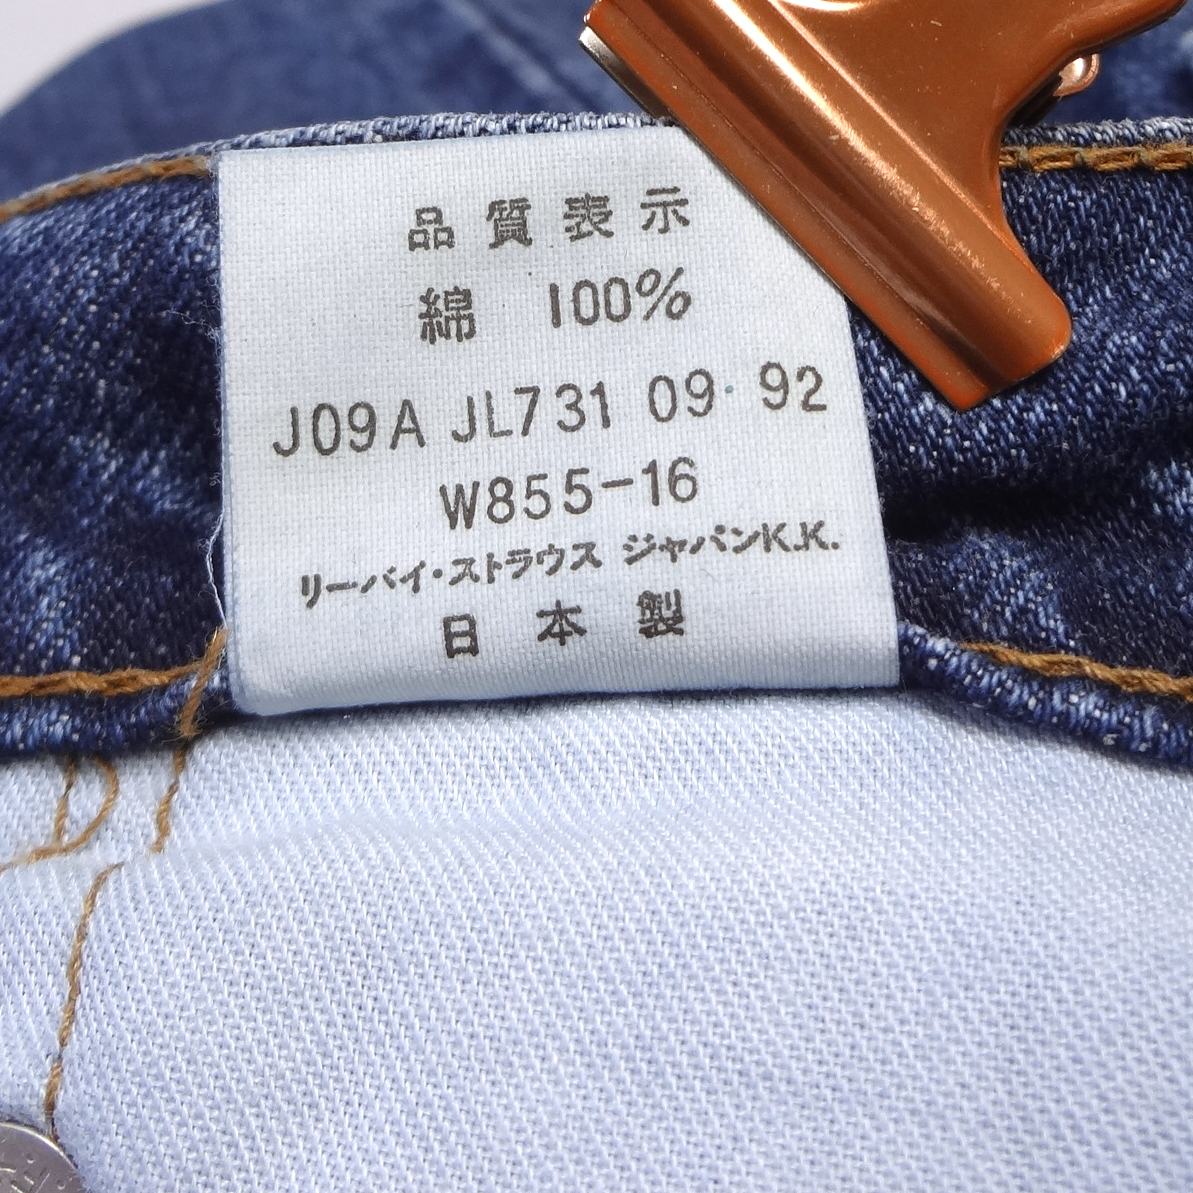 品質表示
綿 100%
J09A JL731 09・92
W855-16
リーバイ・ストラウス ジャパンK.K.
日本製